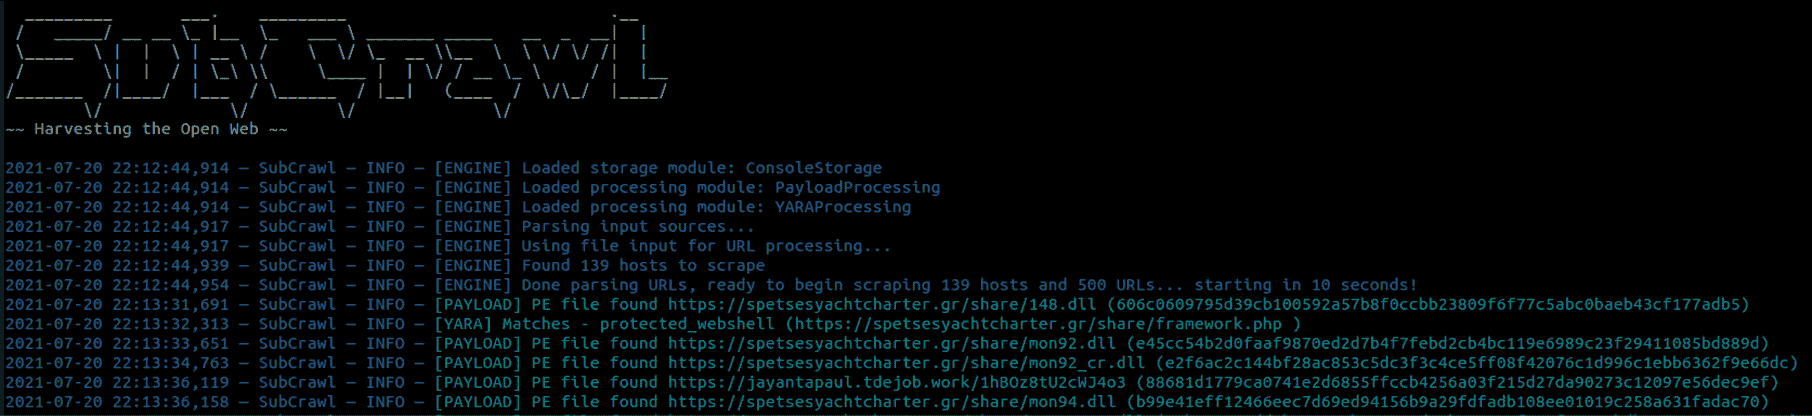 SubCrawl
~~ Harvesting the Open Web ~~
2021-07-20 22:12:44,914 – SubCrawl – INFO – [ENGINE] Loaded storage module: ConsoleStorage
2021-07-20 22:12:44,914 – SubCrawl – INFO – [ENGINE] Loaded processing module: PayloadProcessing
2021-07-20 22:12:44,914 – SubCrawl – INFO – [ENGINE] Loaded processing module: YARAProcessing
2021-07-20 22:12:44,917 – SubCrawl – INFO – [ENGINE] Parsing input sources...
2021-07-20 22:12:44,917 – SubCrawl – INFO – [ENGINE] Using file input for URL processing...
2021-07-20 22:12:44,939 – SubCrawl – INFO – [ENGINE] Found 139 hosts to scrape
2021-07-20 22:12:44,954 – SubCrawl – INFO – [ENGINE] Done parsing URLs, ready to begin scraping 139 hosts and 500 URLs... starting in 10 seconds!
2021-07-20 22:13:31,691 – SubCrawl – INFO – [PAYLOAD] PE file found https://spetsesyachtcharter.gr/share/148.dll (606c0609795d39cb100592a57b8f0ccbb23809f6f77c5abc0baeb43cf177adb5)
2021-07-20 22:13:32,313 – SubCrawl – INFO – [YARA] Matches - protected_webshell (https://spetsesyachtcharter.gr/share/framework.php )
2021-07-20 22:13:33,651 – SubCrawl – INFO – [PAYLOAD] PE file found https://spetsesyachtcharter.gr/share/mon92.dll (e45cc54b2d0faaf9870ed2d7b4f7febd2cb4bc119e6989c23f29411085bd889d)
2021-07-20 22:13:34,763 – SubCrawl – INFO – [PAYLOAD] PE file found https://spetsesyachtcharter.gr/share/mon92_cr.dll (e2f6ac2c144bf28ac853c5dc3f3c4ce5ff08f42076c1d996c1ebb6362f9e66dc)
2021-07-20 22:13:36,119 – SubCrawl – INFO – [PAYLOAD] PE file found https://jayantapaul.tdejob.work/1hBOz8tU2cWJ4o3 (88681d1779ca0741e2d6855ffccb4256a03f215d27da90273c12097e56dec9ef)
2021-07-20 22:13:36,158 – SubCrawl – INFO – [PAYLOAD] PE file found https://spetsesyachtcharter.gr/share/mon94.dll (b99e41eff12466eec7d69ed94156b9a29fdfadb108ee01019c258a631fadac70)